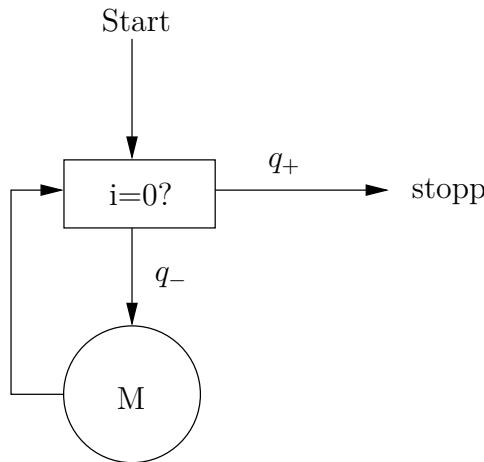 Start
q₊
i=0?
stopp
q₋
M